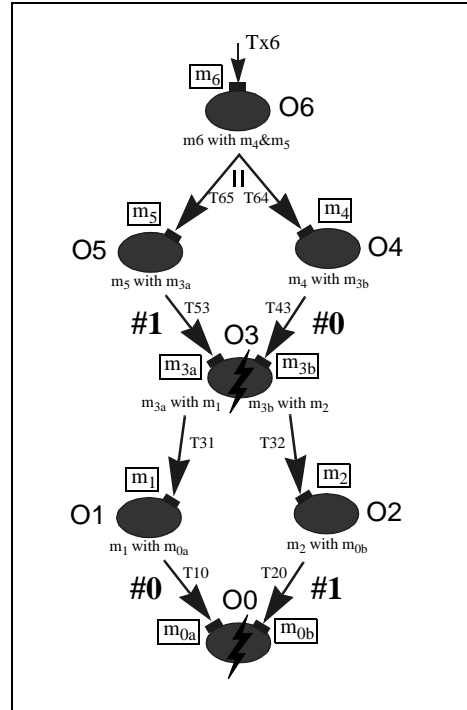 Tx6
m6
O6
m6 with m4&m5
T65 T64
m5 m4
O5 O4
m5 with m3a m4 with m3b
T53 T43
#1 #0
O3
m3a m3b
m3a with m1 m3b with m2
T31 T32
m1 m2
O1 O2
m1 with m0a m2 with m0b
T10 T20
#0 #1
O0
m0a m0b